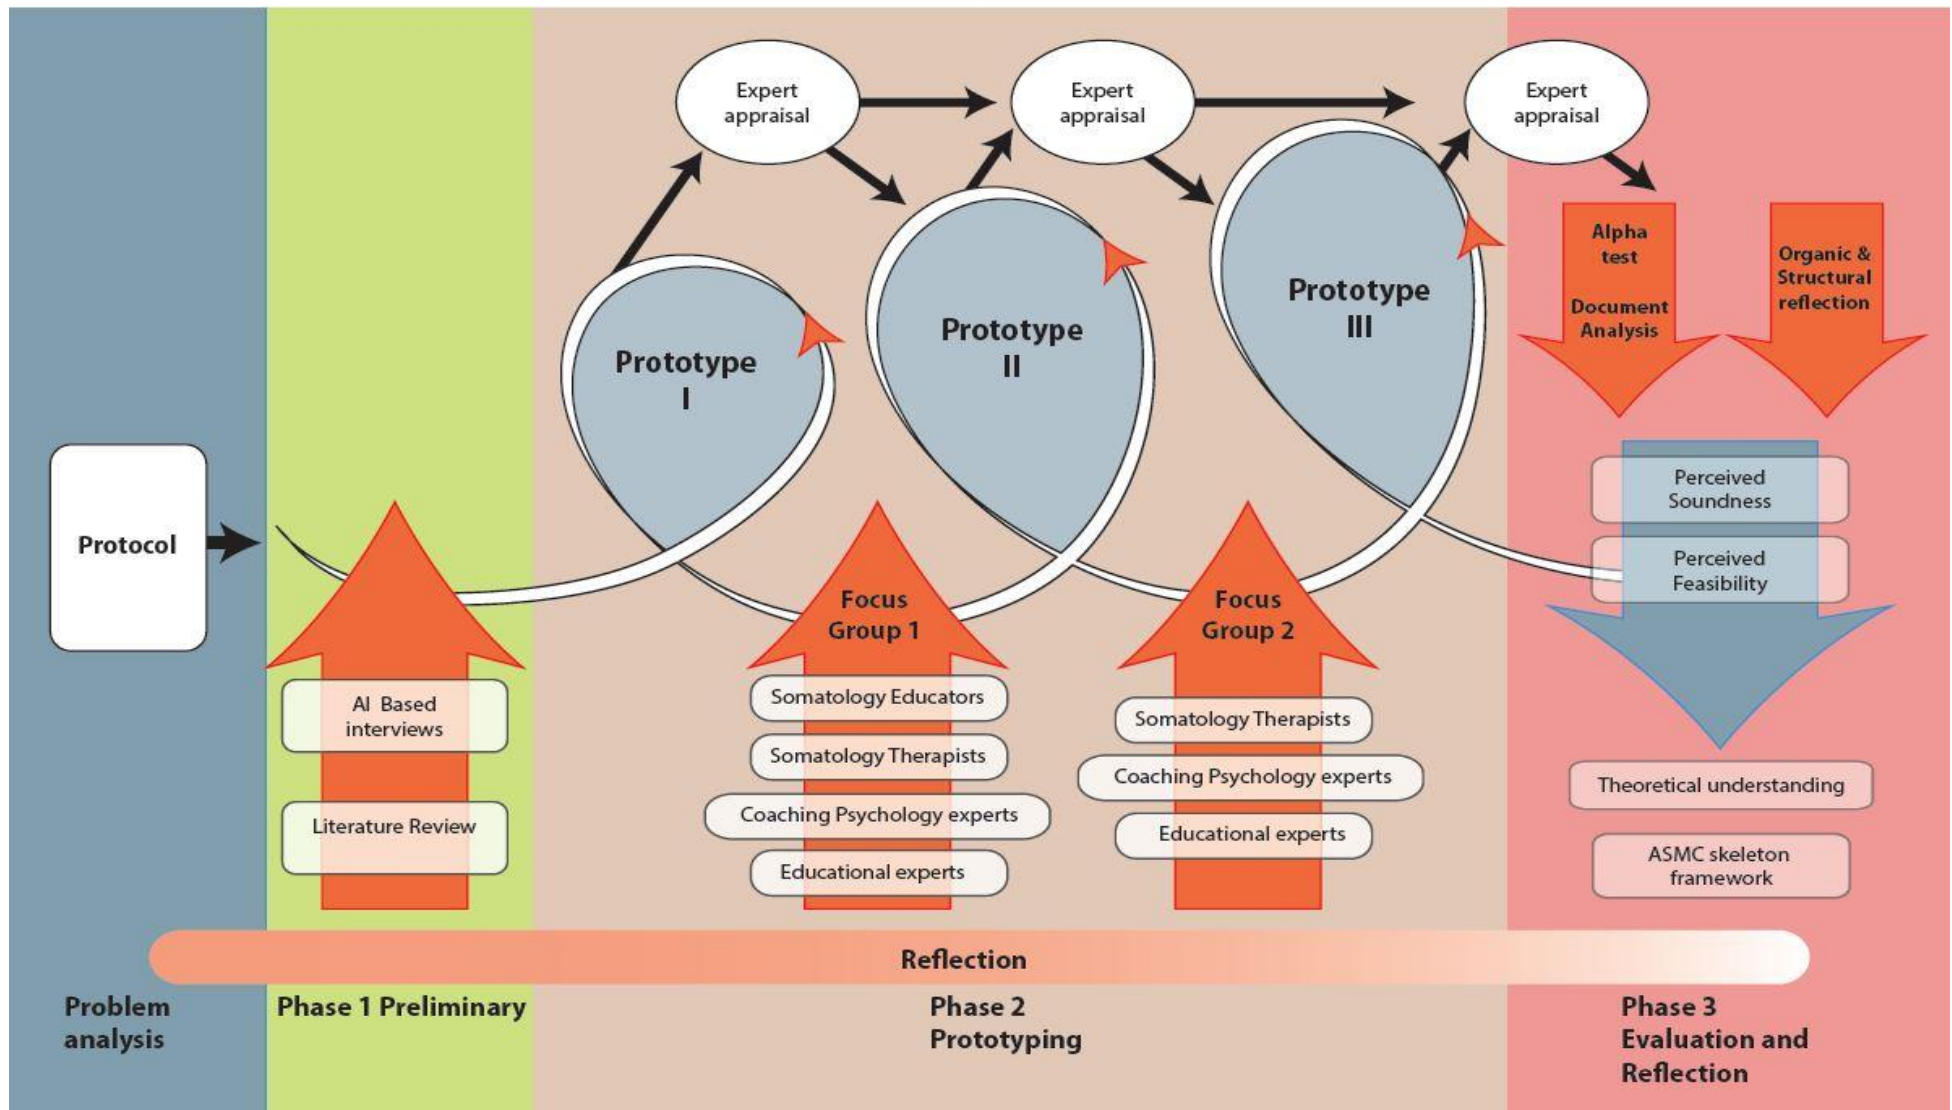 Expert
appraisal
Expert
appraisal
Expert
appraisal
Prototype
I
Prototype
II
Prototype
III
Alpha
test
Document
Analysis
Organic &
Structural
reflection
Protocol
Perceived
Soundness
Perceived
Feasibility
AI Based
interviews
Literature Review
Focus
Group 1
Somatology Educators
Somatology Therapists
Coaching Psychology experts
Educational experts
Focus
Group 2
Somatology Therapists
Coaching Psychology experts
Educational experts
Theoretical understanding
ASMC skeleton
framework
Reflection
Problem
analysis
Phase 1 Preliminary
Phase 2
Prototyping
Phase 3
Evaluation and
Reflection